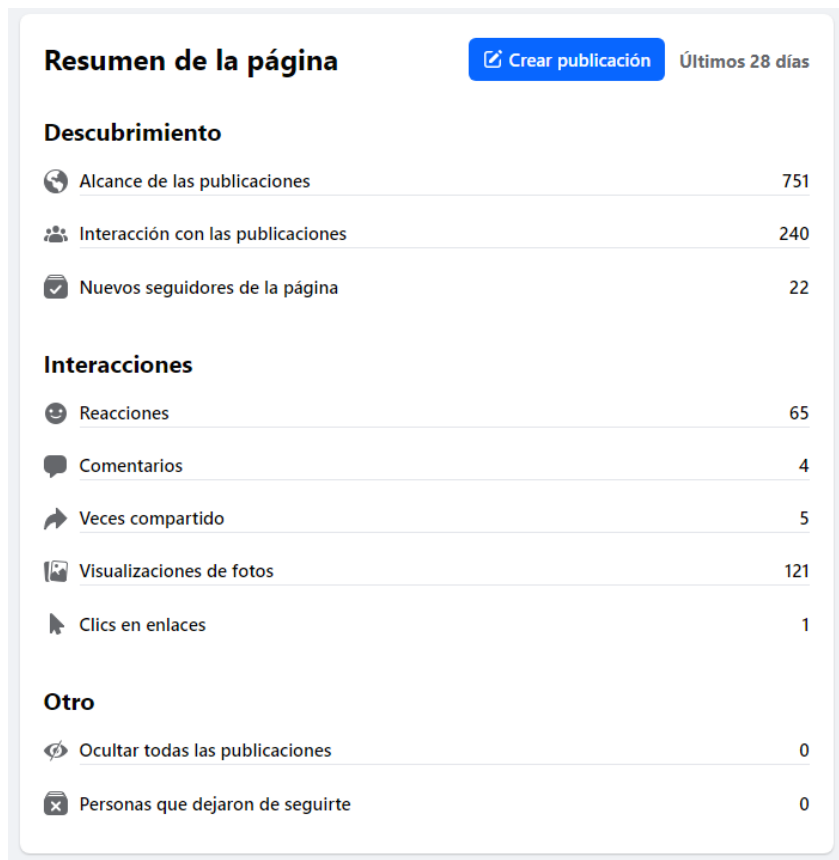 Resumen de la página
Crear publicación
Últimos 28 días
Descubrimiento
Alcance de las publicaciones 751
Interacción con las publicaciones 240
Nuevos seguidores de la página 22
Interacciones
Reacciones 65
Comentarios 4
Veces compartido 5
Visualizaciones de fotos 121
Clics en enlaces 1
Otro
Ocultar todas las publicaciones 0
Personas que dejaron de seguirte 0